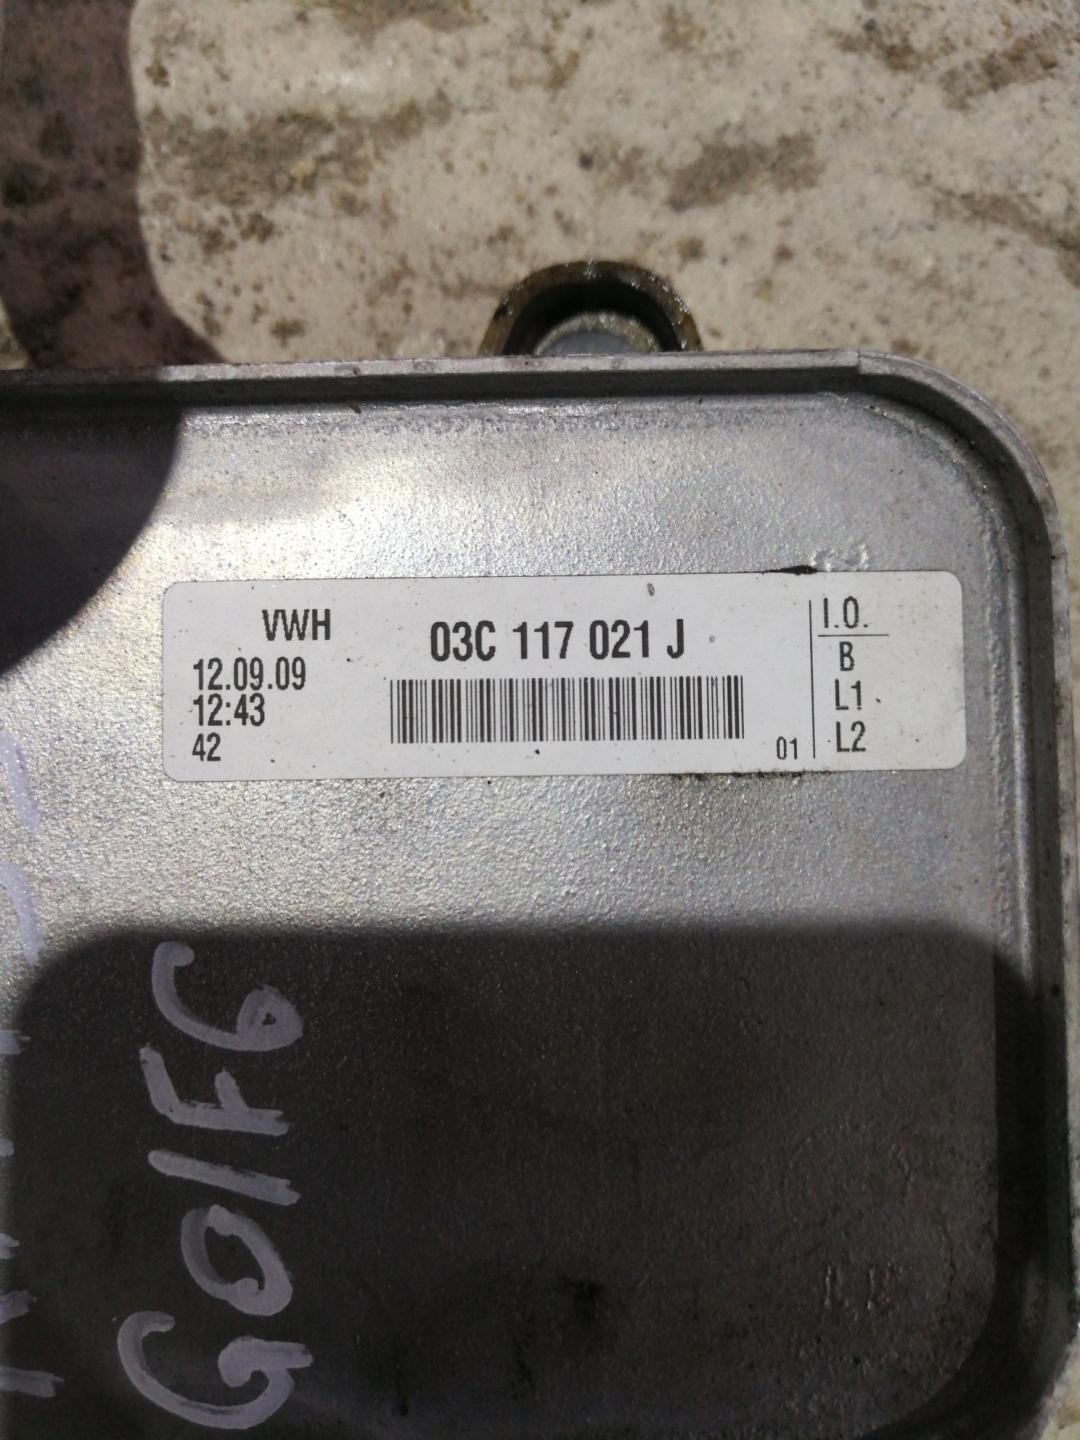 VWH
12.09.09
12:43
42
03C 117 021 J
01
I.O.
B
L1
L2
GOlF6